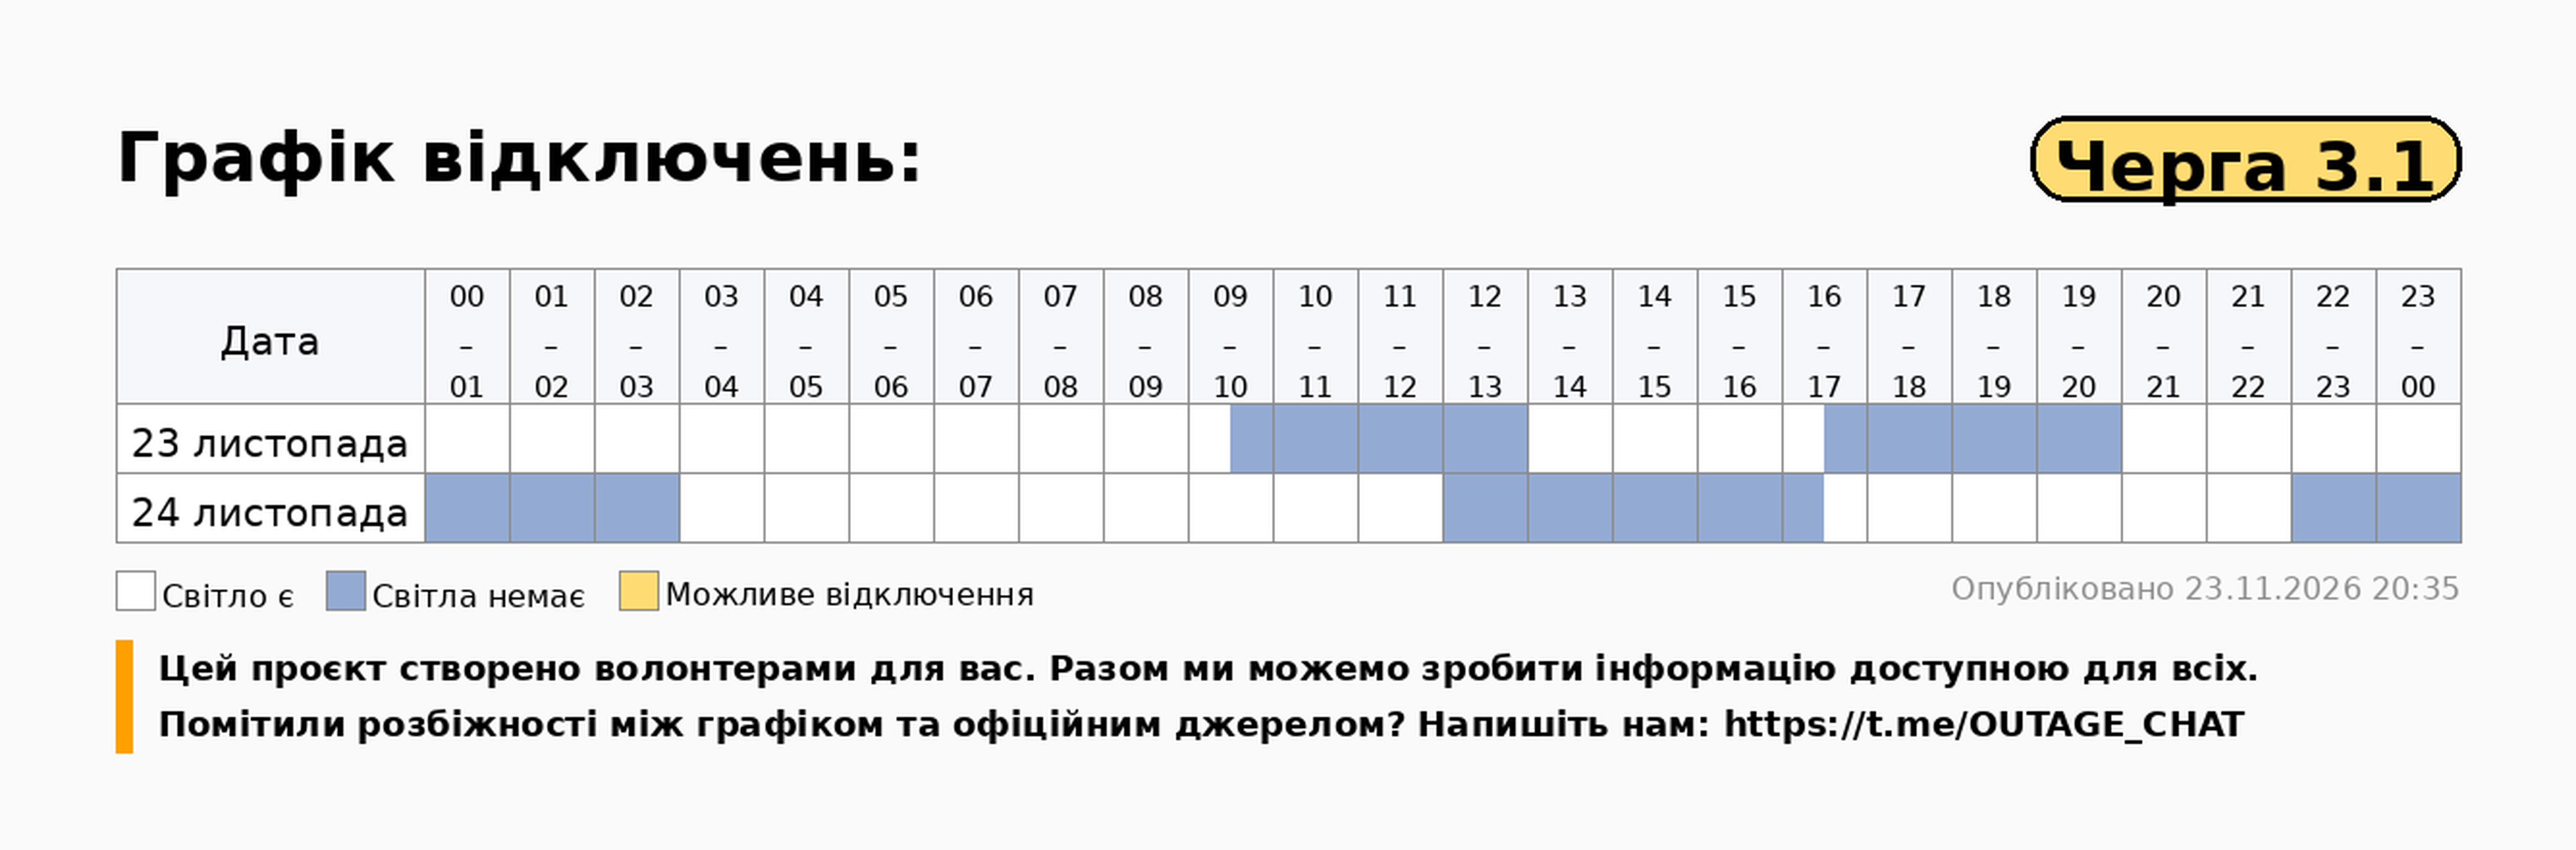 Графік відключень:
Черга 3.1
Дата
00 – 01
01 – 02
02 – 03
03 – 04
04 – 05
05 – 06
06 – 07
07 – 08
08 – 09
09 – 10
10 – 11
11 – 12
12 – 13
13 – 14
14 – 15
15 – 16
16 – 17
17 – 18
18 – 19
19 – 20
20 – 21
21 – 22
22 – 23
23 – 00
23 листопада
24 листопада
Світло є
Світла немає
Можливе відключення
Опубліковано 23.11.2026 20:35
Цей проєкт створено волонтерами для вас. Разом ми можемо зробити інформацію доступною для всіх.
Помітили розбіжності між графіком та офіційним джерелом? Напишіть нам: https://t.me/OUTAGE_CHAT